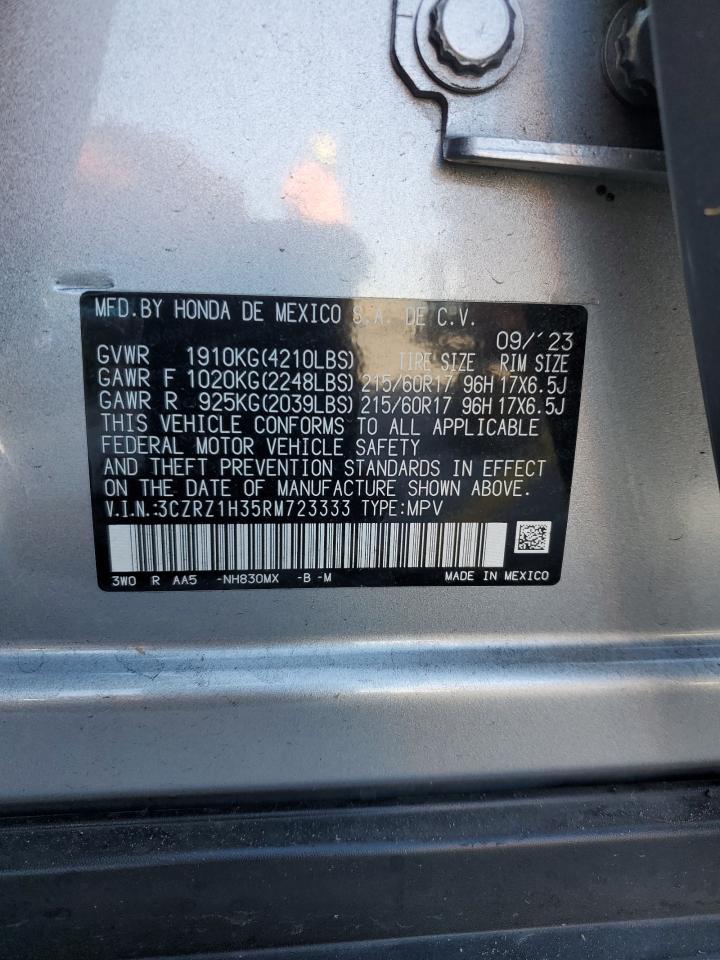 MFD.BY HONDA DE MEXICO S.A. DE C.V.
09/'23
GVWR 1910KG(4210LBS) TIRE SIZE RIM SIZE
GAWR F 1020KG(2248LBS) 215/60R17 96H 17X6.5J
GAWR R 925KG(2039LBS) 215/60R17 96H 17X6.5J
THIS VEHICLE CONFORMS TO ALL APPLICABLE
FEDERAL MOTOR VEHICLE SAFETY
AND THEFT PREVENTION STANDARDS IN EFFECT
ON THE DATE OF MANUFACTURE SHOWN ABOVE.
V.I.N.:3CZRZ1H35RM723333 TYPE:MPV
3W0 R AA5 -NH830MX -B -M MADE IN MEXICO